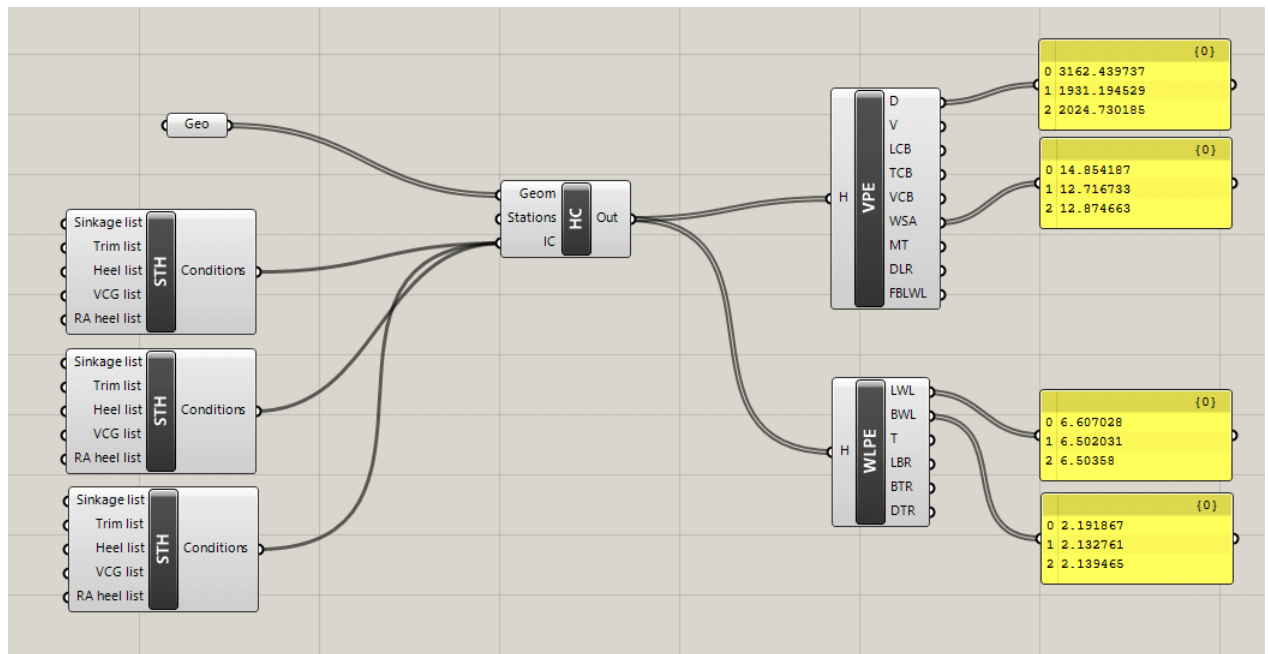 Geo
Sinkage list
Trim list
Heel list
VCG list
RA heel list
STH
Conditions
Sinkage list
Trim list
Heel list
VCG list
RA heel list
STH
Conditions
Sinkage list
Trim list
Heel list
VCG list
RA heel list
STH
Conditions
Geom
Stations
IC
HC
Out
H
VPE
D
V
LCB
TCB
VCB
WSA
MT
DLR
FBLWL
{0}
0 3162.439737
1 1931.194529
2 2024.730185
{0}
0 14.854187
1 12.716733
2 12.874663
H
WLPE
LWL
BWL
T
LBR
BTR
DTR
{0}
0 6.607028
1 6.502031
2 6.50358
{0}
0 2.191867
1 2.132761
2 2.139465